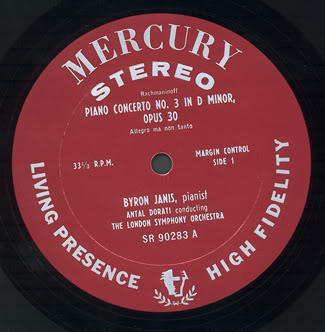 MERCURY
STEREO
Rachmaninoff
PIANO CONCERTO NO. 3 IN D MINOR,
OPUS 30
Allegro ma non tanto
33⅓ R.P.M.
MARGIN CONTROL
SIDE 1
BYRON JANIS, pianist
ANTAL DORATI conducting
THE LONDON SYMPHONY ORCHESTRA
SR 90283 A
LIVING PRESENCE
HIGH FIDELITY